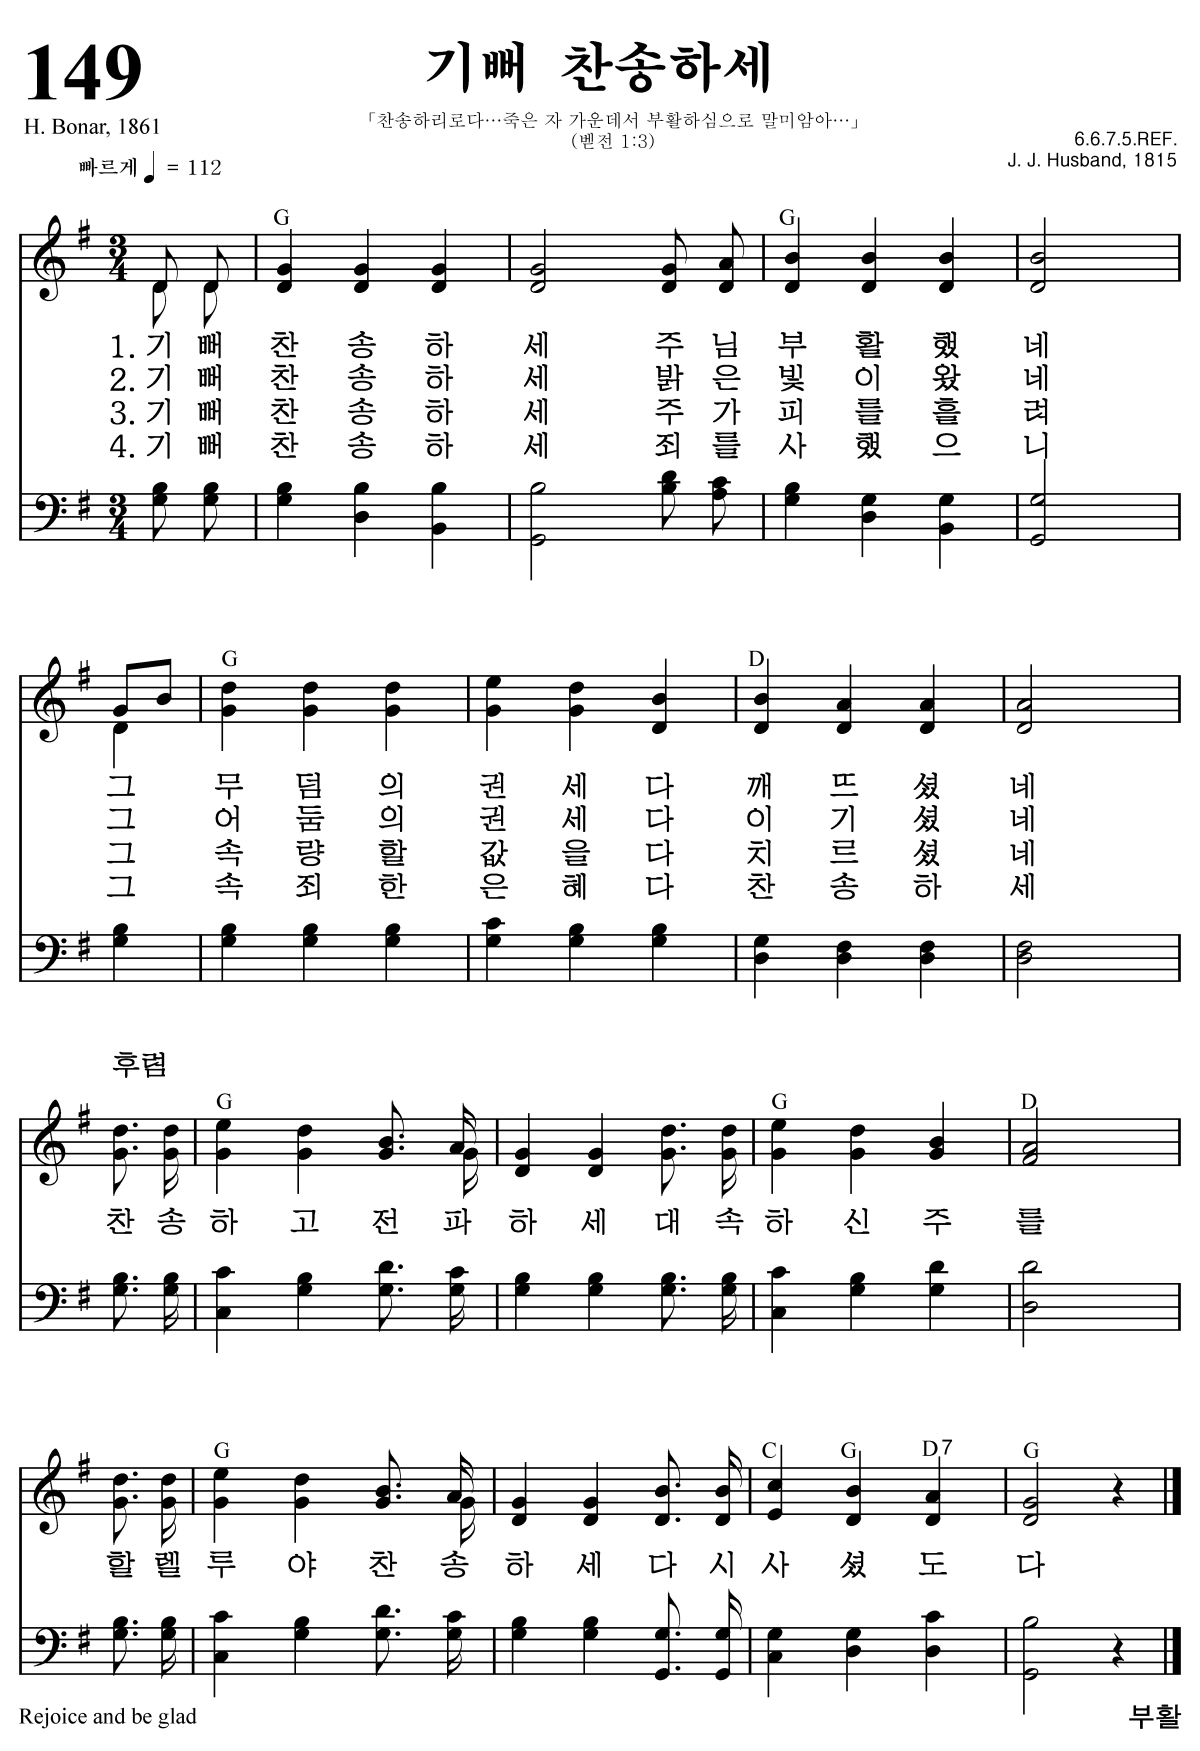 149
기뻐 찬송하세
「찬송하리로다…죽은 자 가운데서 부활하심으로 말미암아…」
(벧전 1:3)
H. Bonar, 1861
6.6.7.5.REF.
J. J. Husband, 1815
빠르게 ♩ = 112
G G
3 4
1. 기 뻐 찬 송 하 세 주 님 부 활 했 네
2. 기 뻐 찬 송 하 세 밝 은 빛 이 왔 네
3. 기 뻐 찬 송 하 세 주 가 피 를 흘 려
4. 기 뻐 찬 송 하 세 죄 를 사 했 으 니
3 4
G D
그 무 덤 의 권 세 다 깨 뜨 셨 네
그 어 둠 의 권 세 다 이 기 셨 네
그 속 량 할 값 을 다 치 르 셨 네
그 속 죄 한 은 혜 다 찬 송 하 세
후렴
G G D
찬 송 하 고 전 파 하 세 대 속 하 신 주 를
G C G D7 G
할 렐 루 야 찬 송 하 세 다 시 사 셨 도 다
Rejoice and be glad
부활